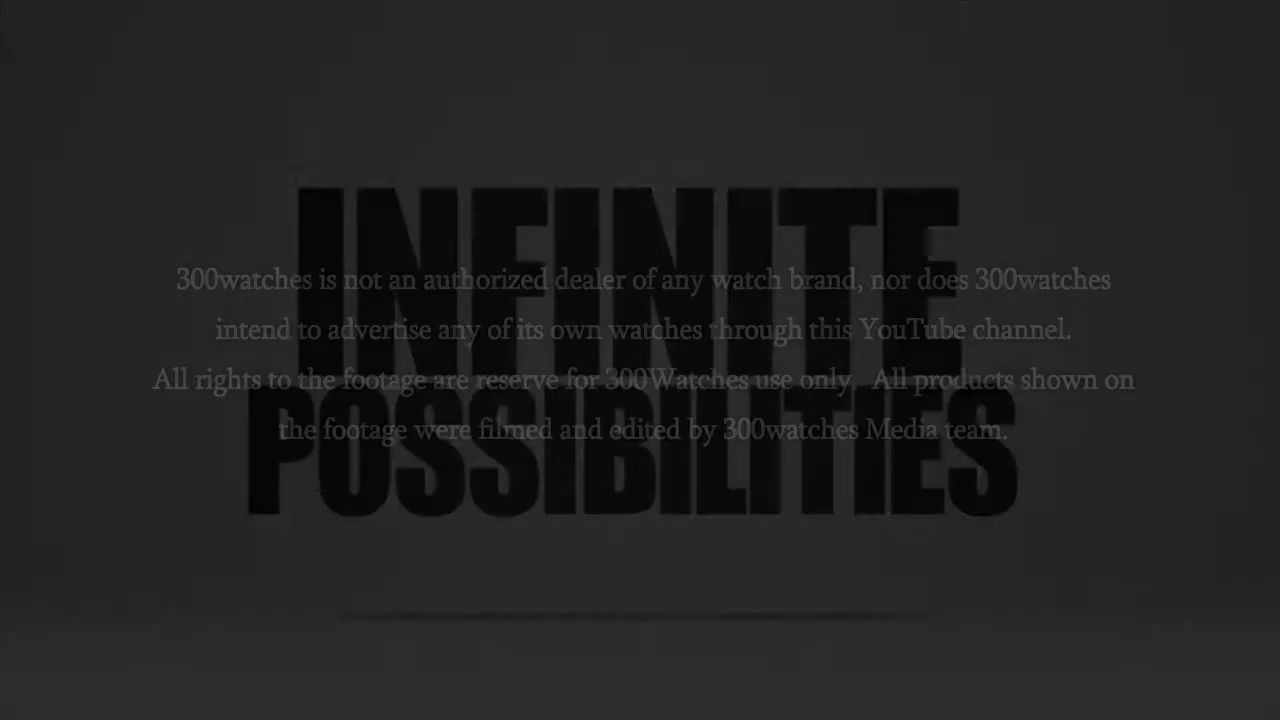 INFINITE
300watches is not an authorized dealer of any watch brand, nor does 300watches
intend to advertise any of its own watches through this YouTube channel.
All rights to the footage are reserve for 300Watches use only.  All products shown on
POSSIBILITIES
the footage were filmed and edited by 300watches Media team.